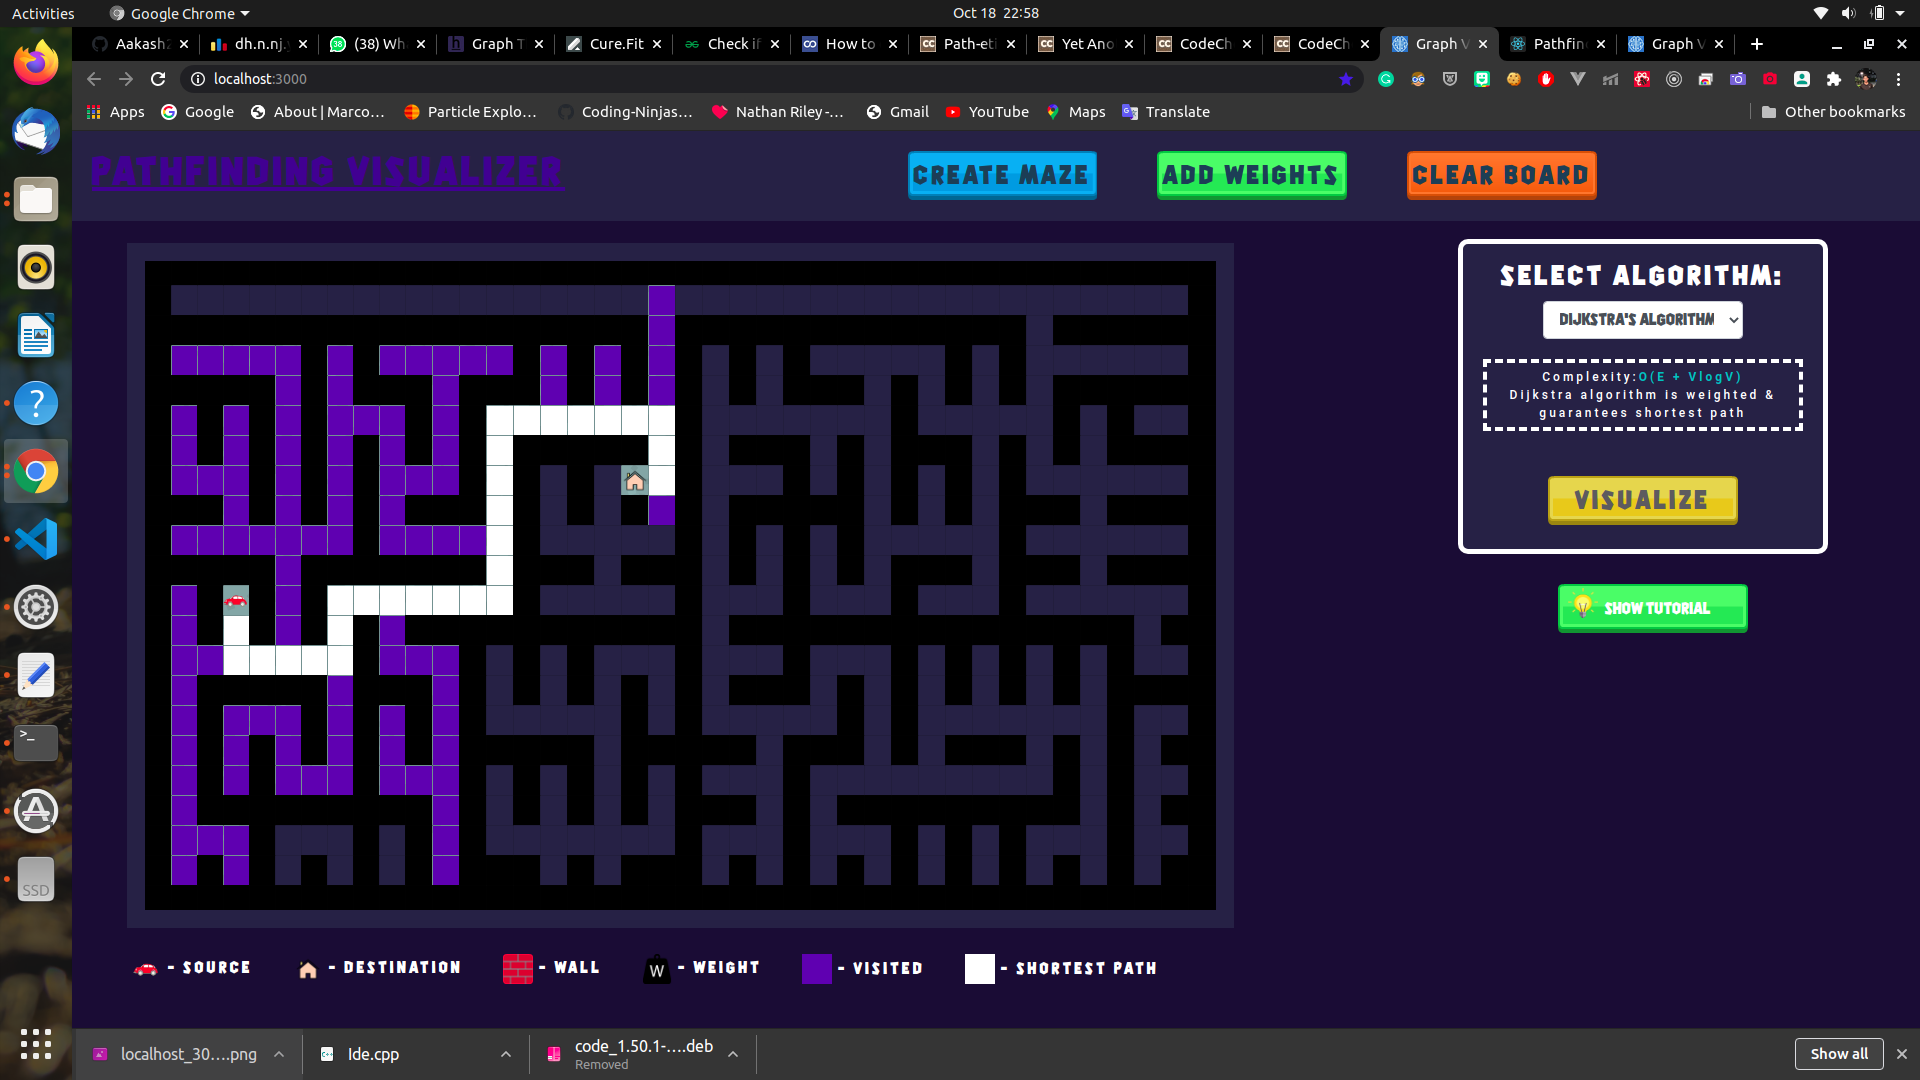 Activities
Google Chrome
Oct 18 22:58
Aakash2
dh.n.nj.
(38) Wh
Graph T
Cure.Fit
Check if
How to
Path-eti
Yet Ano
CodeCh
CodeCh
Graph V
Pathfin
Graph V
localhost:3000
Apps
Google
About | Marco...
Particle Explo...
Coding-Ninjas...
Nathan Riley -...
Gmail
YouTube
Maps
Translate
Other bookmarks
PATHFINDING VISUALIZER
CREATE MAZE
ADD WEIGHTS
CLEAR BOARD
SELECT ALGORITHM:
DIJKSTRA'S ALGORITHM
Complexity:O(E + VlogV)
Dijkstra algorithm is weighted &
guarantees shortest path
VISUALIZE
SHOW TUTORIAL
SSD
- SOURCE
- DESTINATION
- WALL
W
- WEIGHT
- VISITED
- SHORTEST PATH
localhost_30....png
Ide.cpp
code_1.50.1-....deb
Removed
Show all